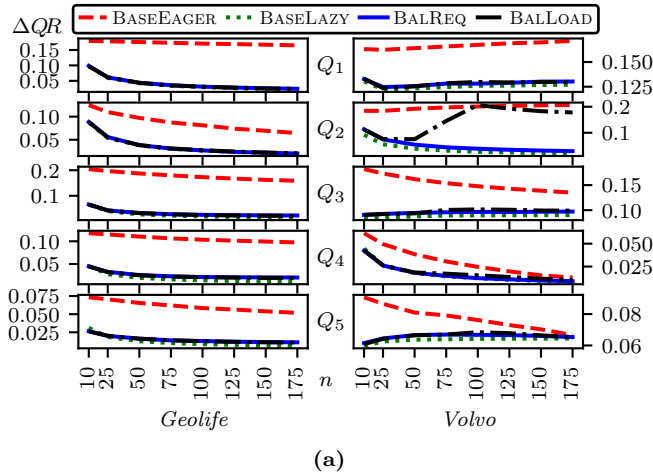 BASEEAGER BASELAZY BALREQ BALLOAD
ΔQR
0.15 0.10 0.05 Q1 0.150 0.125
0.10 0.05 Q2 0.2 0.1
0.2 0.1 Q3 0.15 0.10
0.10 0.05 Q4 0.050 0.025
0.075 0.050 0.025 Q5 0.08 0.06
10 25 50 75 100 125 150 175 n 10 25 50 75 100 125 150 175
Geolife Volvo
(a)